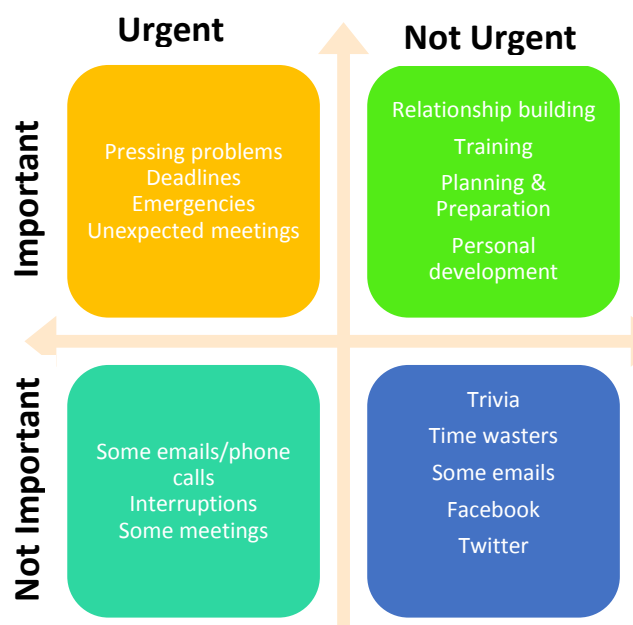 Urgent
Not Urgent
Important
Pressing problems
Deadlines
Emergencies
Unexpected meetings
Relationship building
Training
Planning &
Preparation
Personal
development
Not Important
Some emails/phone
calls
Interruptions
Some meetings
Trivia
Time wasters
Some emails
Facebook
Twitter